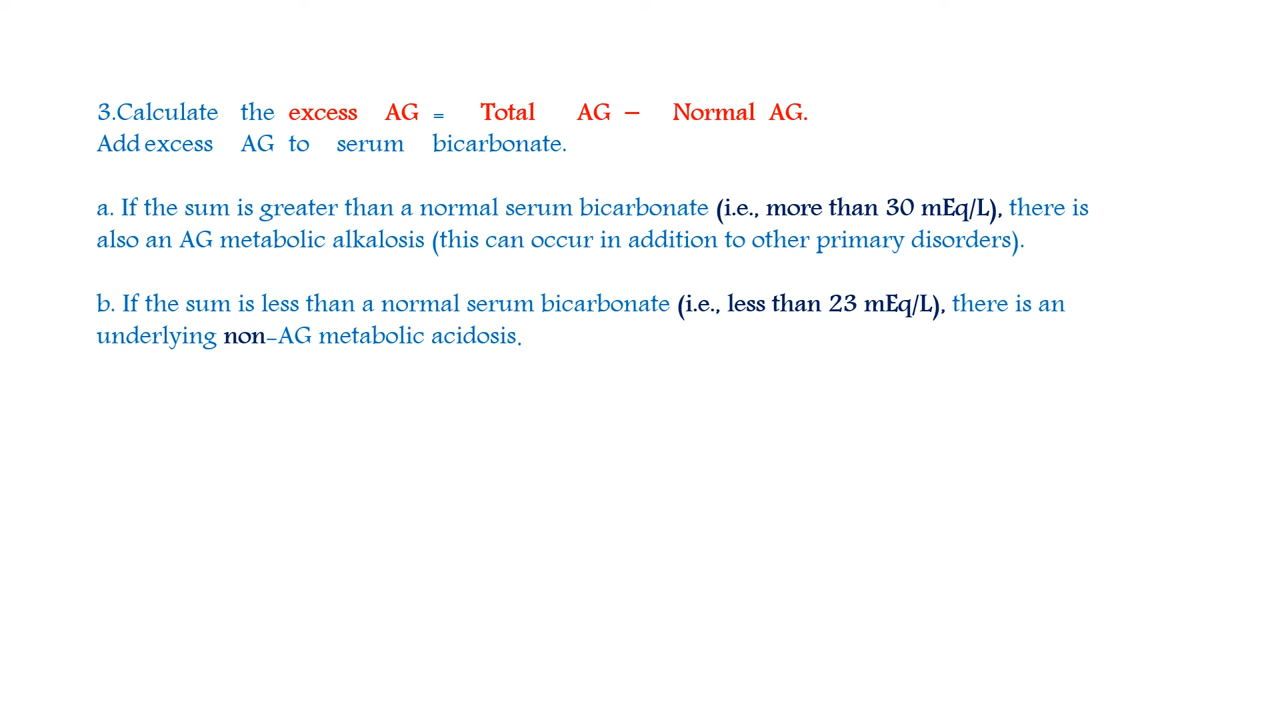 3.Calculate the excess AG = Total AG – Normal AG.
Add excess AG to serum bicarbonate.
a. If the sum is greater than a normal serum bicarbonate (i.e., more than 30 mEq/L), there is
also an AG metabolic alkalosis (this can occur in addition to other primary disorders).
b. If the sum is less than a normal serum bicarbonate (i.e., less than 23 mEq/L), there is an
underlying non-AG metabolic acidosis.